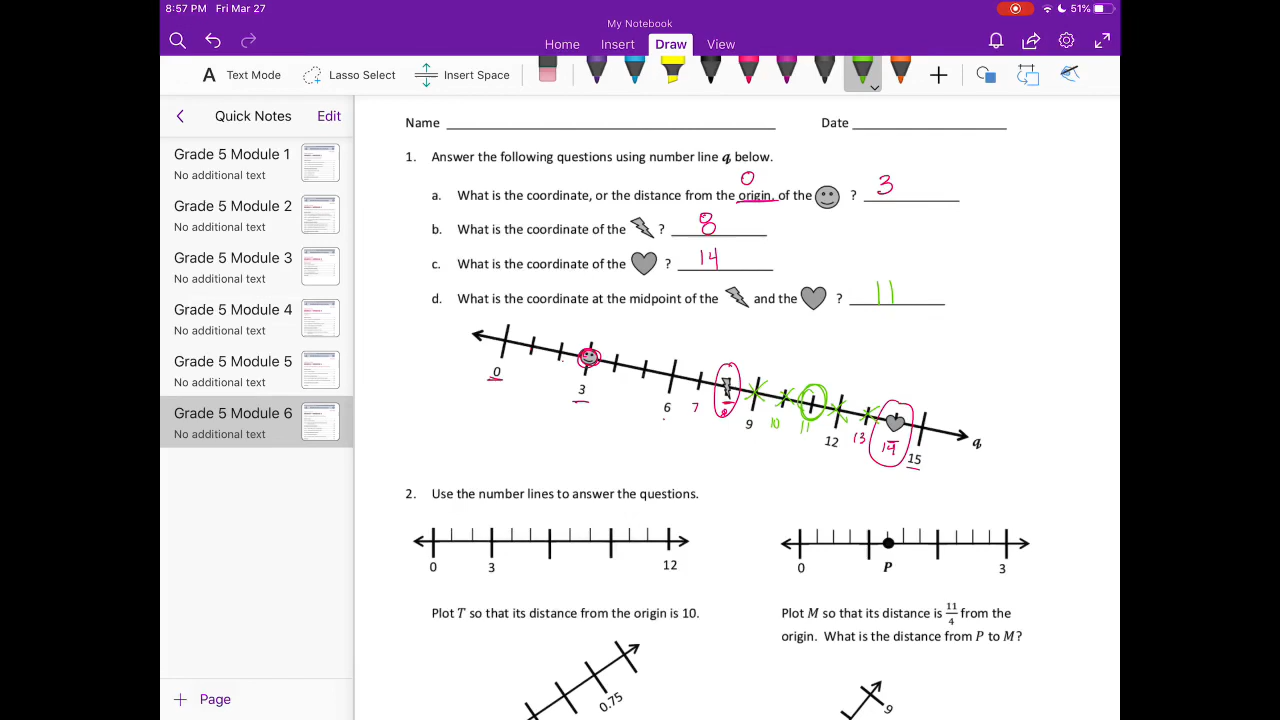 8:57 PM Fri Mar 27
51%
My Notebook
Home Insert Draw View
A Text Mode Lasso Select Insert Space
Quick Notes Edit
Grade 5 Module 1
No additional text
Grade 5 Module 2
No additional text
Grade 5 Module 3
No additional text
Grade 5 Module 4
No additional text
Grade 5 Module 5
No additional text
Grade 5 Module 6
No additional text
Page
Name Date
1. Answer the following questions using number line q below.
0
a. What is the coordinate, or the distance from the origin, of the ? 3
b. What is the coordinate of the ? 8
c. What is the coordinate of the ? 14
d. What is the coordinate at the midpoint of the and the ? 11
0 3 6 7 8 9 10 11 12 13 14 15 q
2. Use the number lines to answer the questions.
0 3 12
0 P 3
Plot T so that its distance from the origin is 10.
Plot M so that its distance is 11/4 from the
origin. What is the distance from P to M?
0.75
9